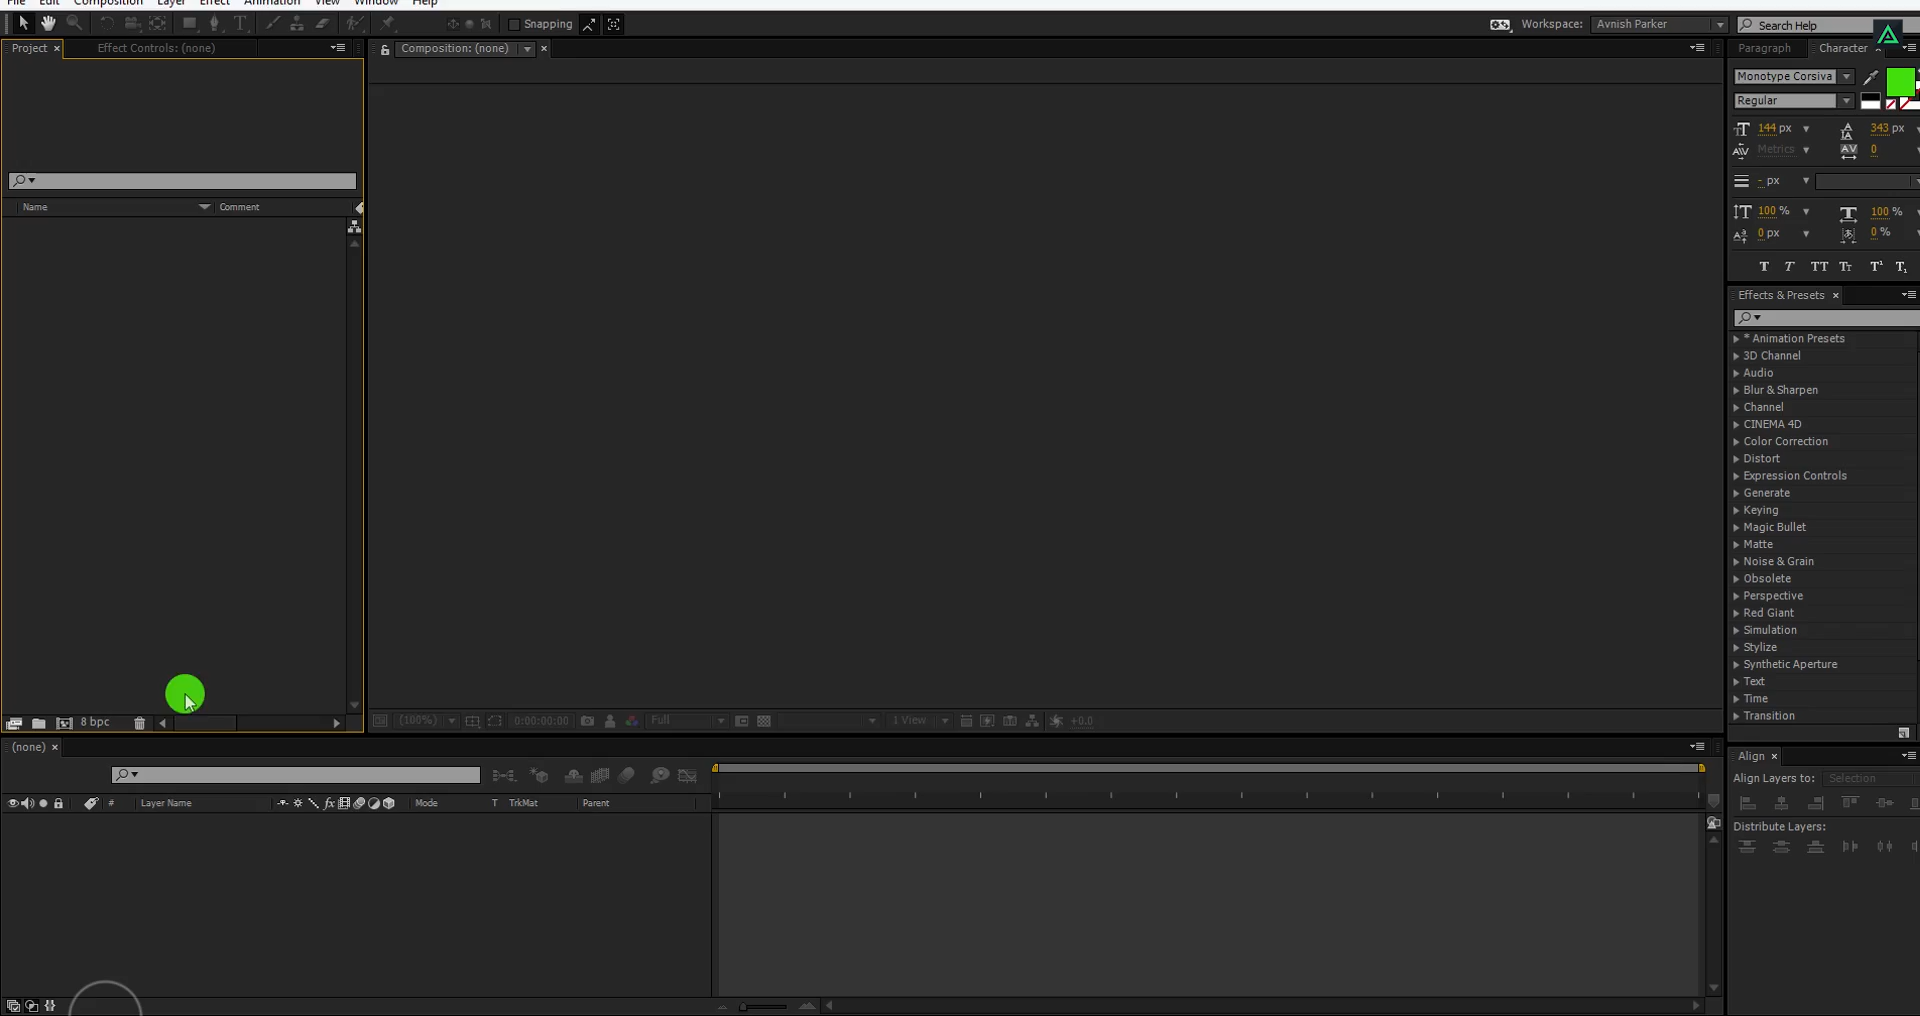 File Edit Composition Layer Effect Animation View Window Help
Snapping
Workspace: Avnish Parker
Search Help
Project × Effect Controls: (none)
Composition: (none)
Paragraph Character
Monotype Corsiva
Regular
144 px 343 px
Metrics 0
- px
100 % 100 %
0 px 0 %
T T TT Tr T¹ T₁
Name Comment
Effects & Presets ×
* Animation Presets
3D Channel
Audio
Blur & Sharpen
Channel
CINEMA 4D
Color Correction
Distort
Expression Controls
Generate
Keying
Magic Bullet
Matte
Noise & Grain
Obsolete
Perspective
Red Giant
Simulation
Stylize
Synthetic Aperture
Text
Time
Transition
8 bpc
(100%) 0:00:00:00 Full 1 View +0.0
(none) ×
# Layer Name fx Mode T TrkMat Parent
Align ×
Align Layers to: Selection
Distribute Layers: